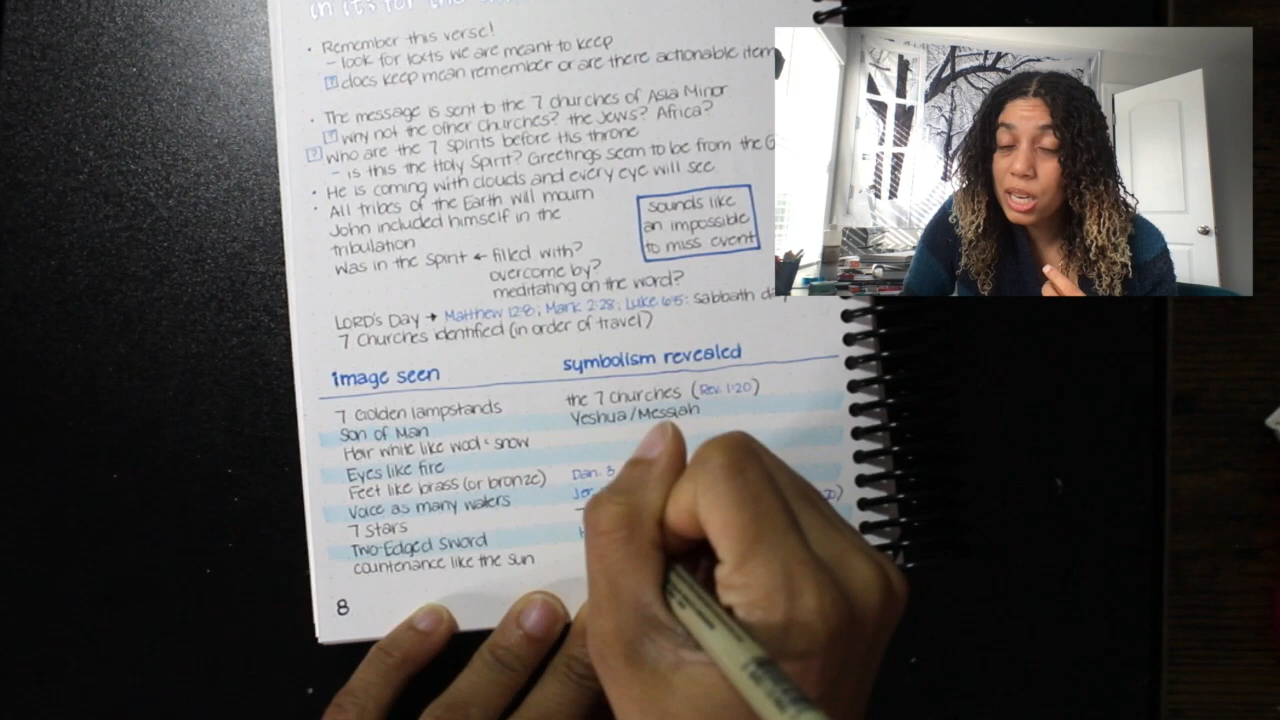 in it, for the
• Remember this verse!
- look for texts we are meant to keep
? does keep mean remember or are there actionable item
• The message is sent to the 7 churches of Asia Minor
? why not the other churches? the Jews? Africa?
? who are the 7 spirits before His throne
- is this the Holy Spirit? Greetings seem to be from the G
• He is coming with clouds and every eye will see
• All tribes of the Earth will mourn
John included himself in the
tribulation
was in the spirit ← filled with?
overcome by?
meditating on the word?
sounds like
an impossible
to miss event
LORD'S Day → Matthew 12:8; Mark 2:28; Luke 6:5: sabbath
7 Churches identified (in order of travel)
image seen symbolism revealed
7 Golden lampstands the 7 churches (Rev. 1:20)
Son of Man Yeshua/Messiah
Hair white like wool & snow
Eyes like fire
Feet like brass (or bronze) Dan. 3
Voice as many waters Jer
7 stars 20)
Two-Edged Sword
countenance like the sun
8